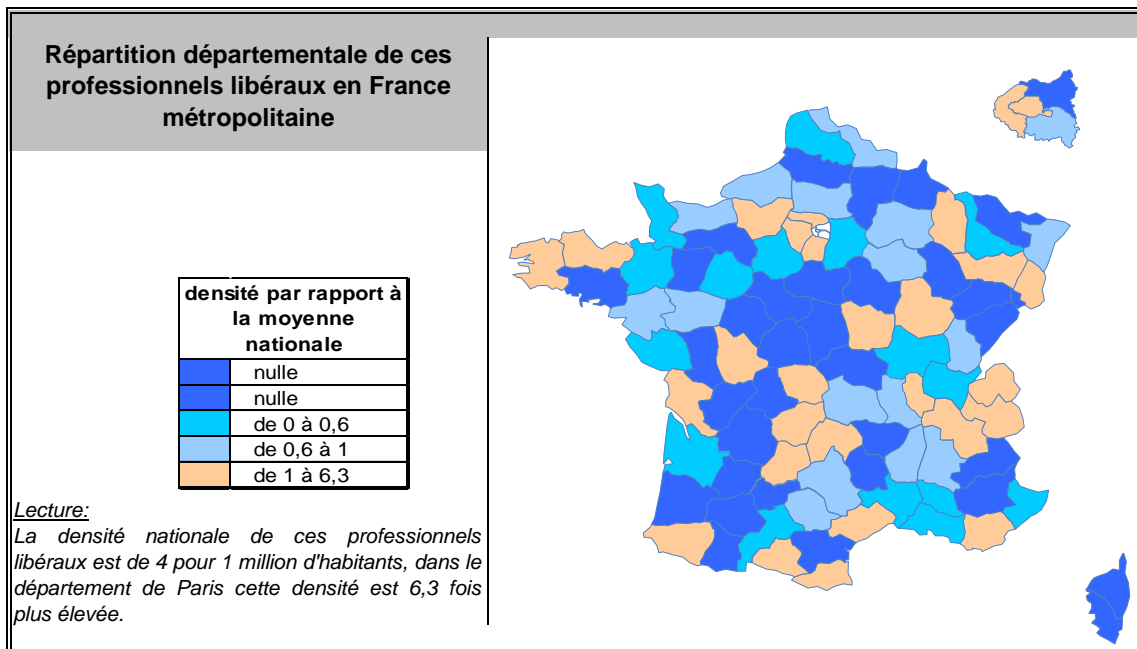 Répartition départementale de ces
professionnels libéraux en France
métropolitaine
densité par rapport à
la moyenne
nationale
nulle
nulle
de 0 à 0,6
de 0,6 à 1
de 1 à 6,3
Lecture:
La densité nationale de ces professionnels
libéraux est de 4 pour 1 million d'habitants, dans le
département de Paris cette densité est 6,3 fois
plus élevée.